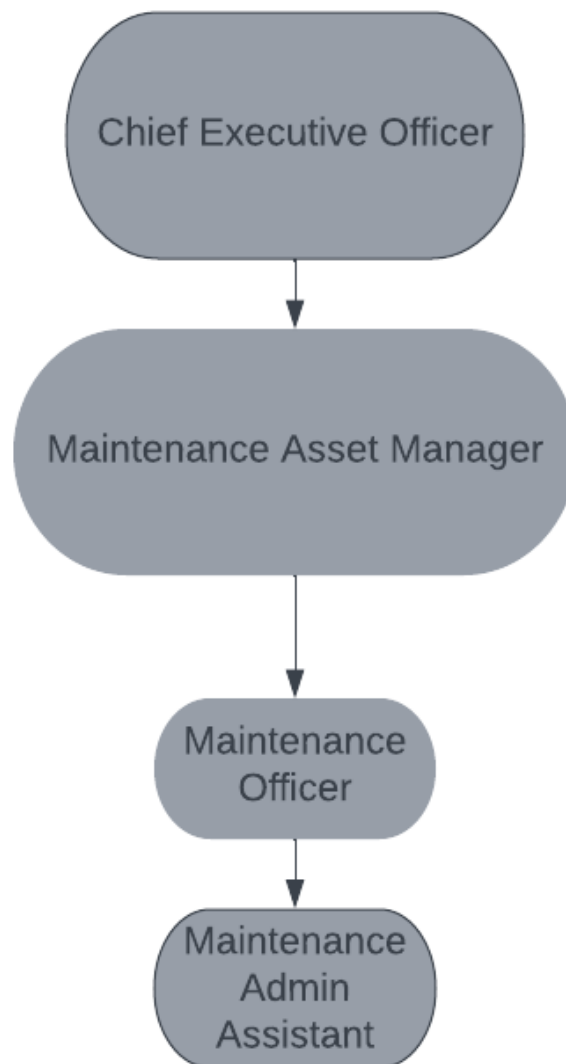 Chief Executive Officer
Maintenance Asset Manager
Maintenance
Officer
Maintenance
Admin
Assistant